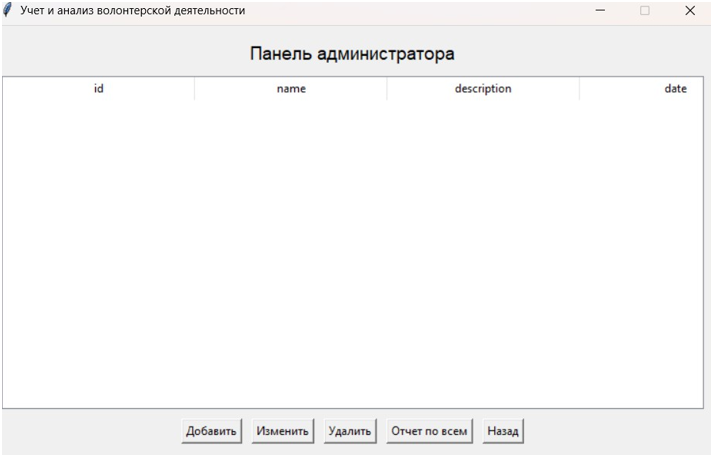 Учет и анализ волонтерской деятельности
Панель администратора
id name description date
Добавить Изменить Удалить Отчет по всем Назад